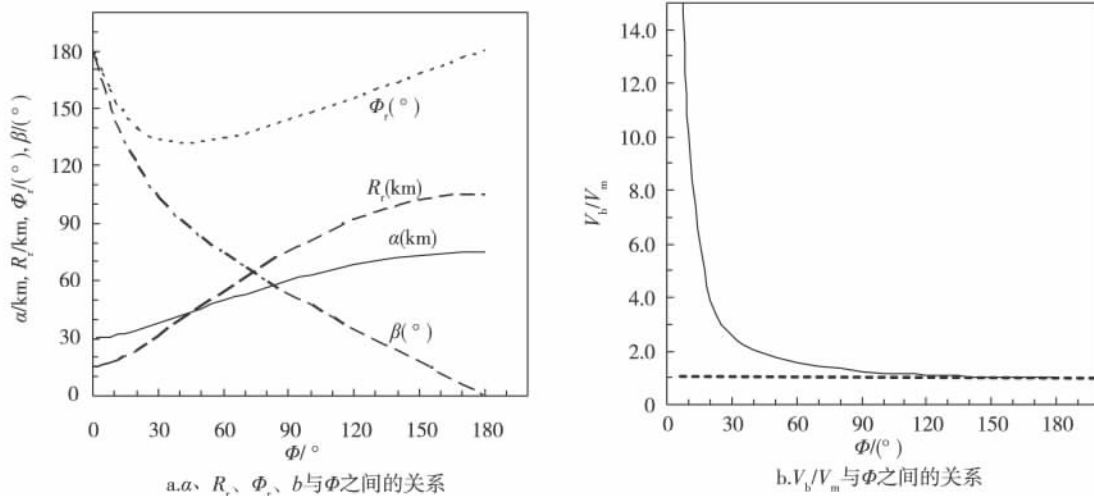 α/km, R_r/km, Φ_r/(°), β/(°)
180
150
120
90
60
30
0
Φ_r(°)
R_r(km)
α(km)
β(°)
0 30 60 90 120 150 180
Φ/°
a.α、R_r、Φ_r、b与Φ之间的关系
V_b/V_m
14.0
12.0
10.0
8.0
6.0
4.0
2.0
0
0 30 60 90 120 150 180
Φ/(°)
b.V_b/V_m与Φ之间的关系